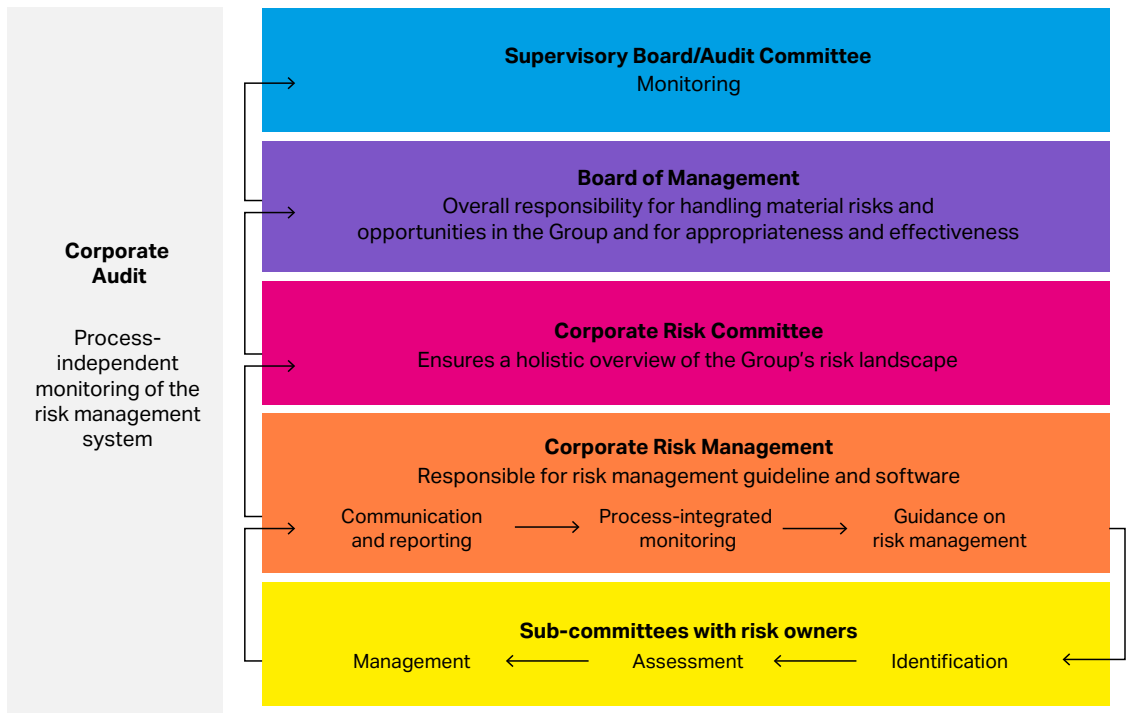 Corporate
Audit
Process-
independent
monitoring of the
risk management
system
Supervisory Board/Audit Committee
Monitoring
Board of Management
Overall responsibility for handling material risks and
opportunities in the Group and for appropriateness and effectiveness
Corporate Risk Committee
Ensures a holistic overview of the Group’s risk landscape
Corporate Risk Management
Responsible for risk management guideline and software
Communication
and reporting
Process-integrated
monitoring
Guidance on
risk management
Sub-committees with risk owners
Management
Assessment
Identification